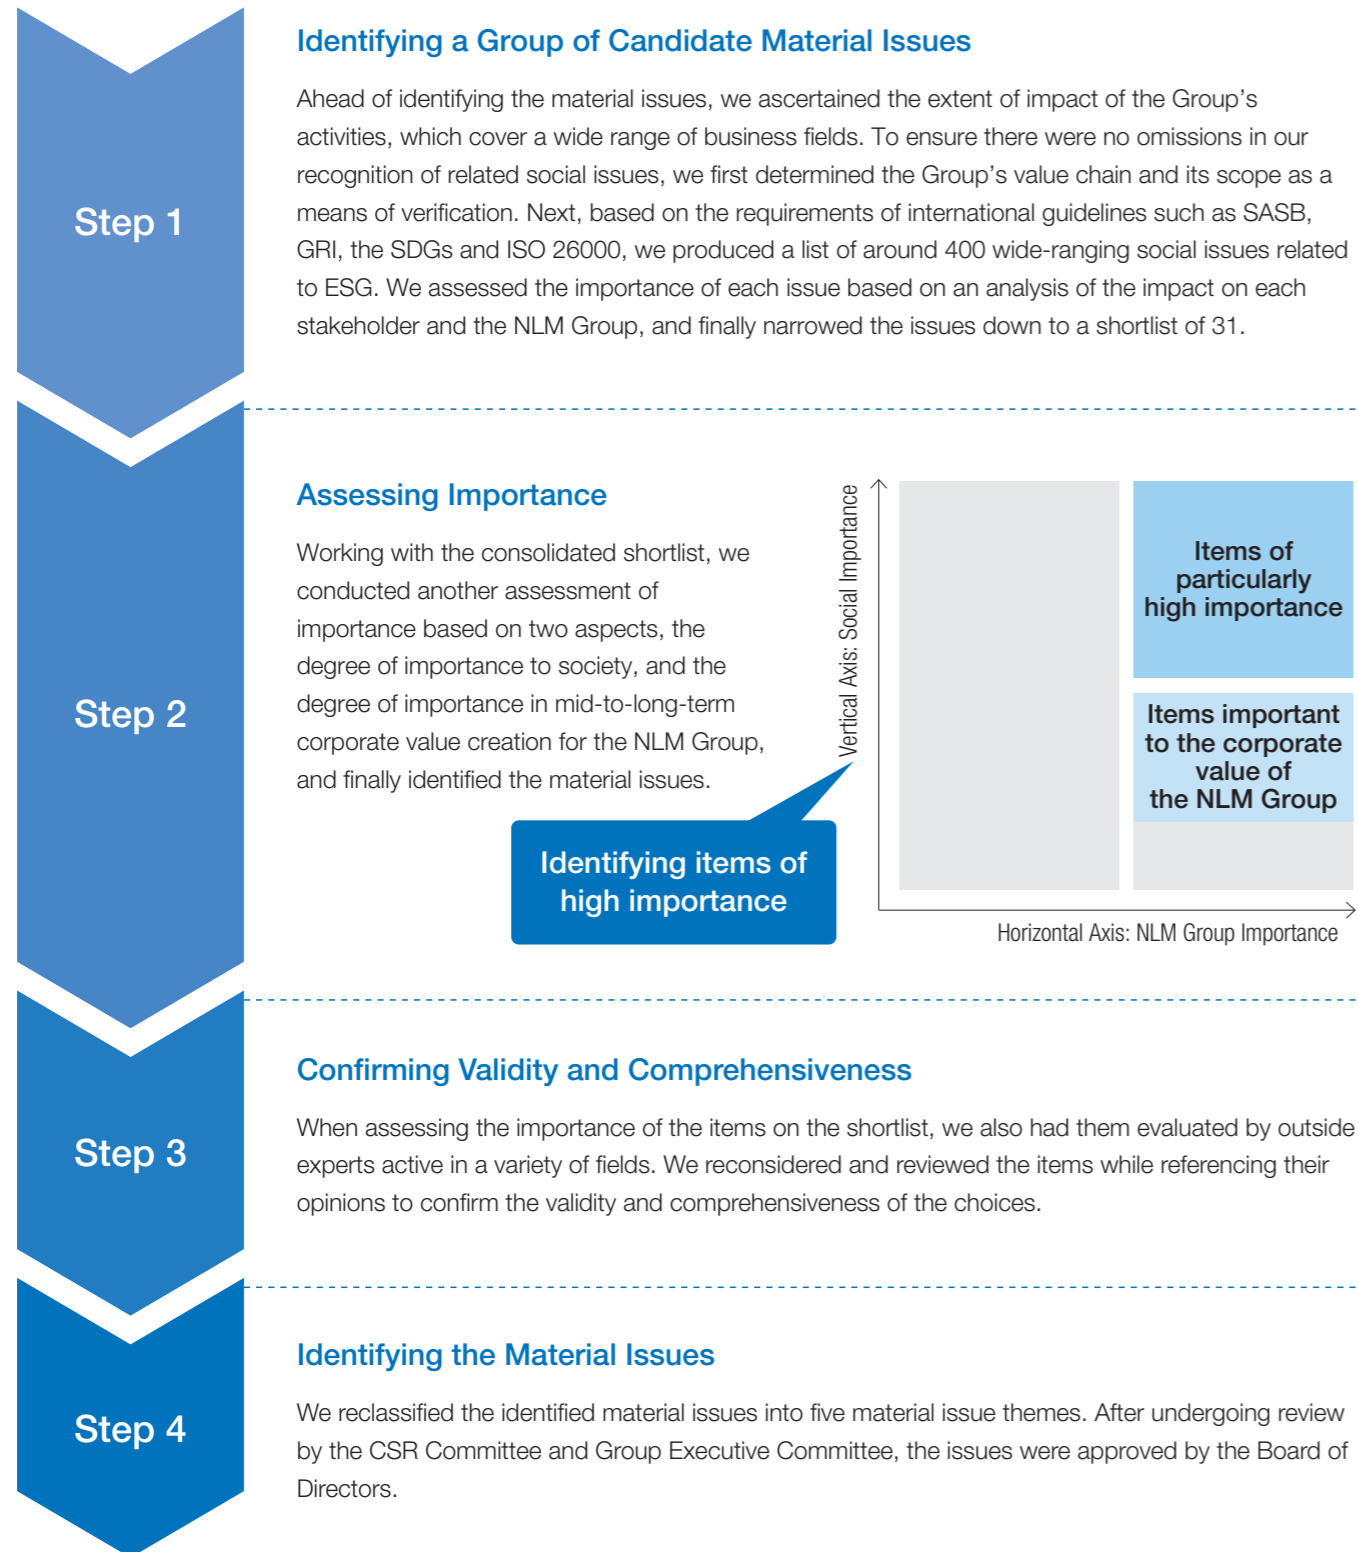 Step 1
Identifying a Group of Candidate Material Issues
Ahead of identifying the material issues, we ascertained the extent of impact of the Group's
activities, which cover a wide range of business fields. To ensure there were no omissions in our
recognition of related social issues, we first determined the Group's value chain and its scope as a
means of verification. Next, based on the requirements of international guidelines such as SASB,
GRI, the SDGs and ISO 26000, we produced a list of around 400 wide-ranging social issues related
to ESG. We assessed the importance of each issue based on an analysis of the impact on each
stakeholder and the NLM Group, and finally narrowed the issues down to a shortlist of 31.
Step 2
Assessing Importance
Working with the consolidated shortlist, we
conducted another assessment of
importance based on two aspects, the
degree of importance to society, and the
degree of importance in mid-to-long-term
corporate value creation for the NLM Group,
and finally identified the material issues.
Identifying items of
high importance
Vertical Axis: Social Importance
Items of
particularly
high importance
Items important
to the corporate
value of
the NLM Group
Horizontal Axis: NLM Group Importance
Step 3
Confirming Validity and Comprehensiveness
When assessing the importance of the items on the shortlist, we also had them evaluated by outside
experts active in a variety of fields. We reconsidered and reviewed the items while referencing their
opinions to confirm the validity and comprehensiveness of the choices.
Step 4
Identifying the Material Issues
We reclassified the identified material issues into five material issue themes. After undergoing review
by the CSR Committee and Group Executive Committee, the issues were approved by the Board of
Directors.